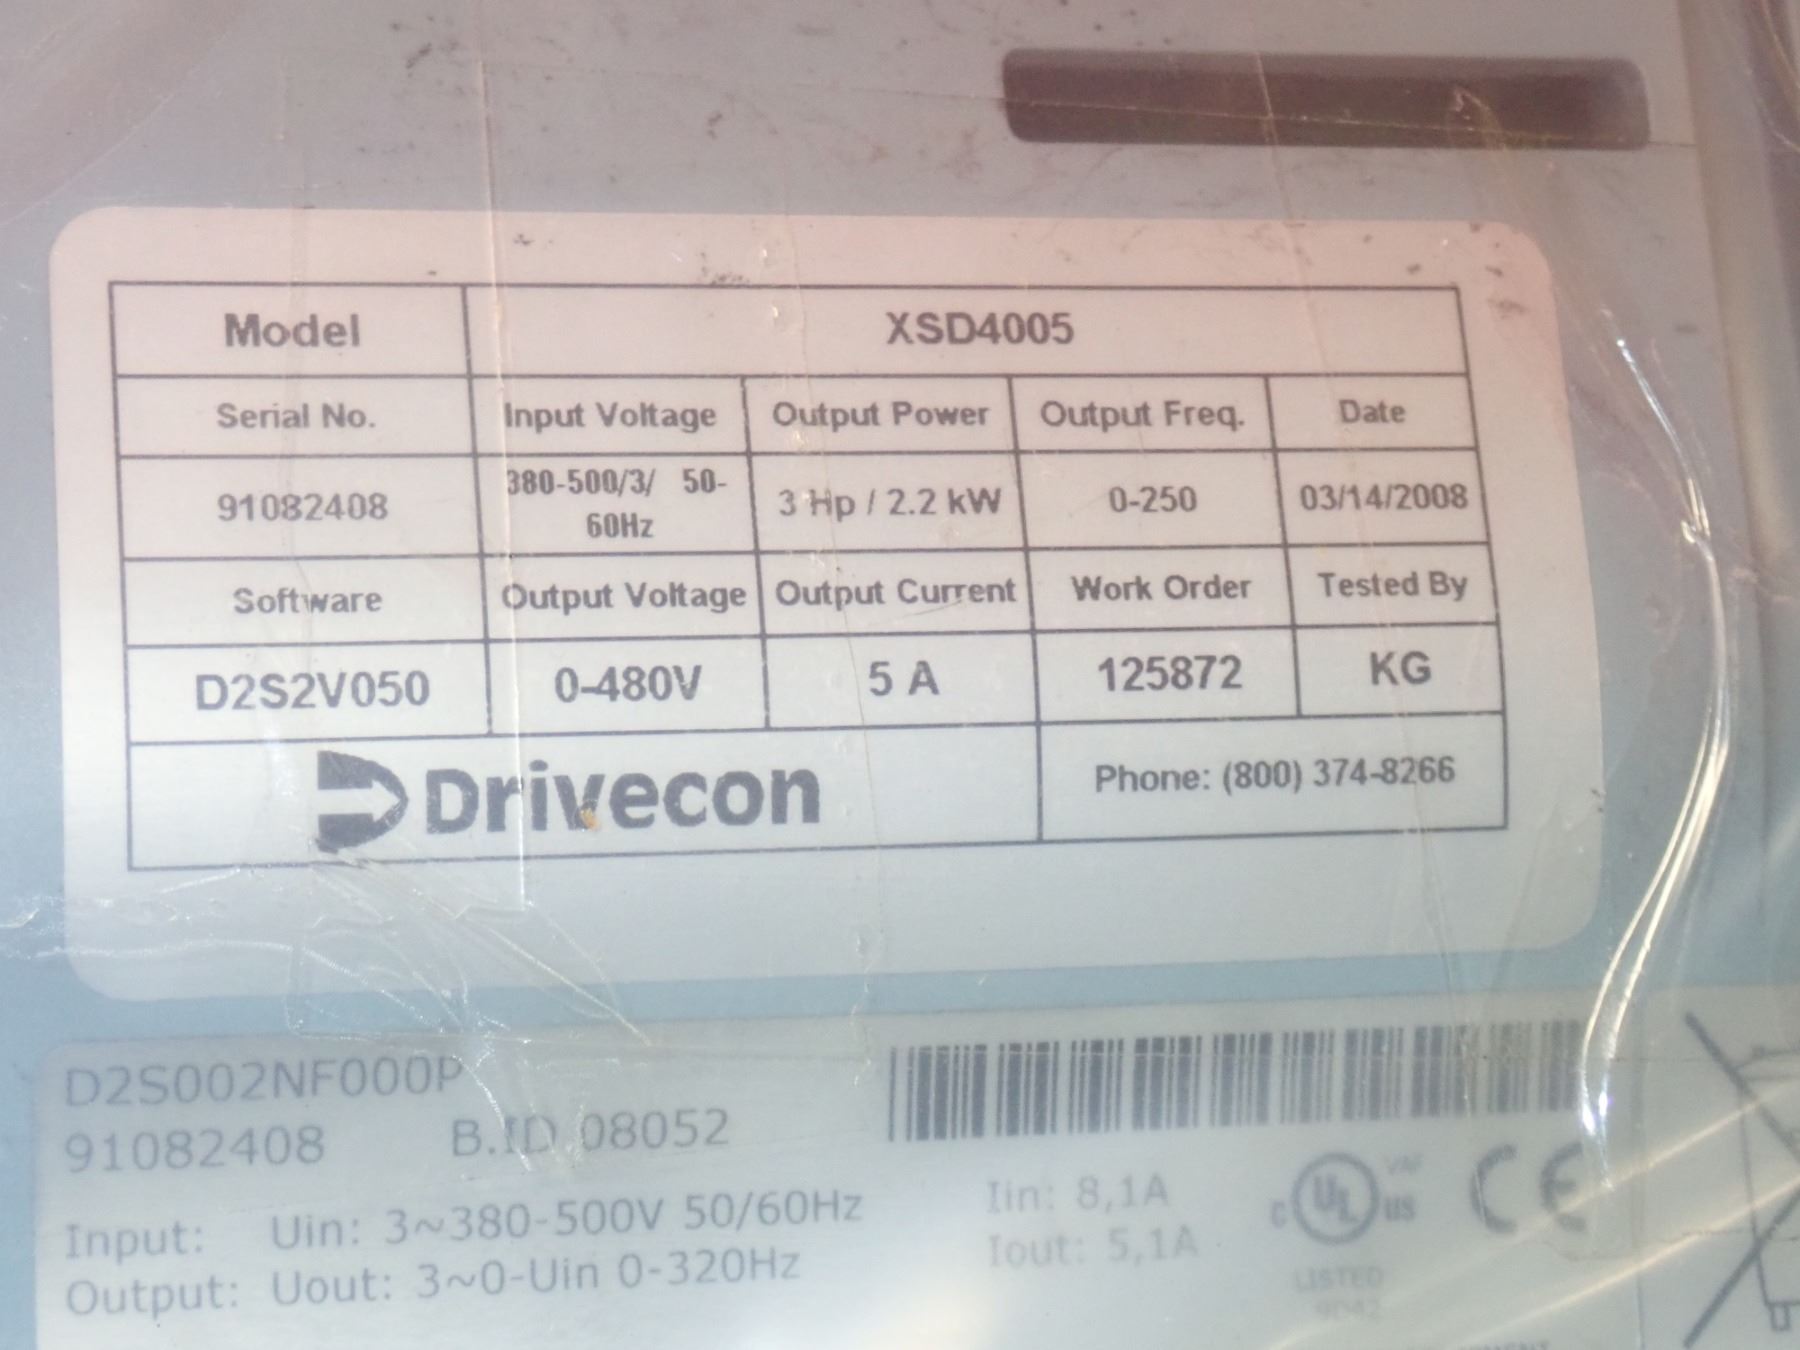 Model XSD4005
Serial No. Input Voltage Output Power Output Freq. Date
91082408 380-500/3/ 50-60Hz 3 Hp / 2.2 kW 0-250 03/14/2008
Software Output Voltage Output Current Work Order Tested By
D2S2V050 0-480V 5 A 125872 KG
Drivecon Phone: (800) 374-8266
D2S002NF000P
91082408 B.ID 08052
Input: Uin: 3~380-500V 50/60Hz Iin: 8,1A
Output: Uout: 3~0-Uin 0-320Hz Iout: 5,1A
C UL US CE
LISTED